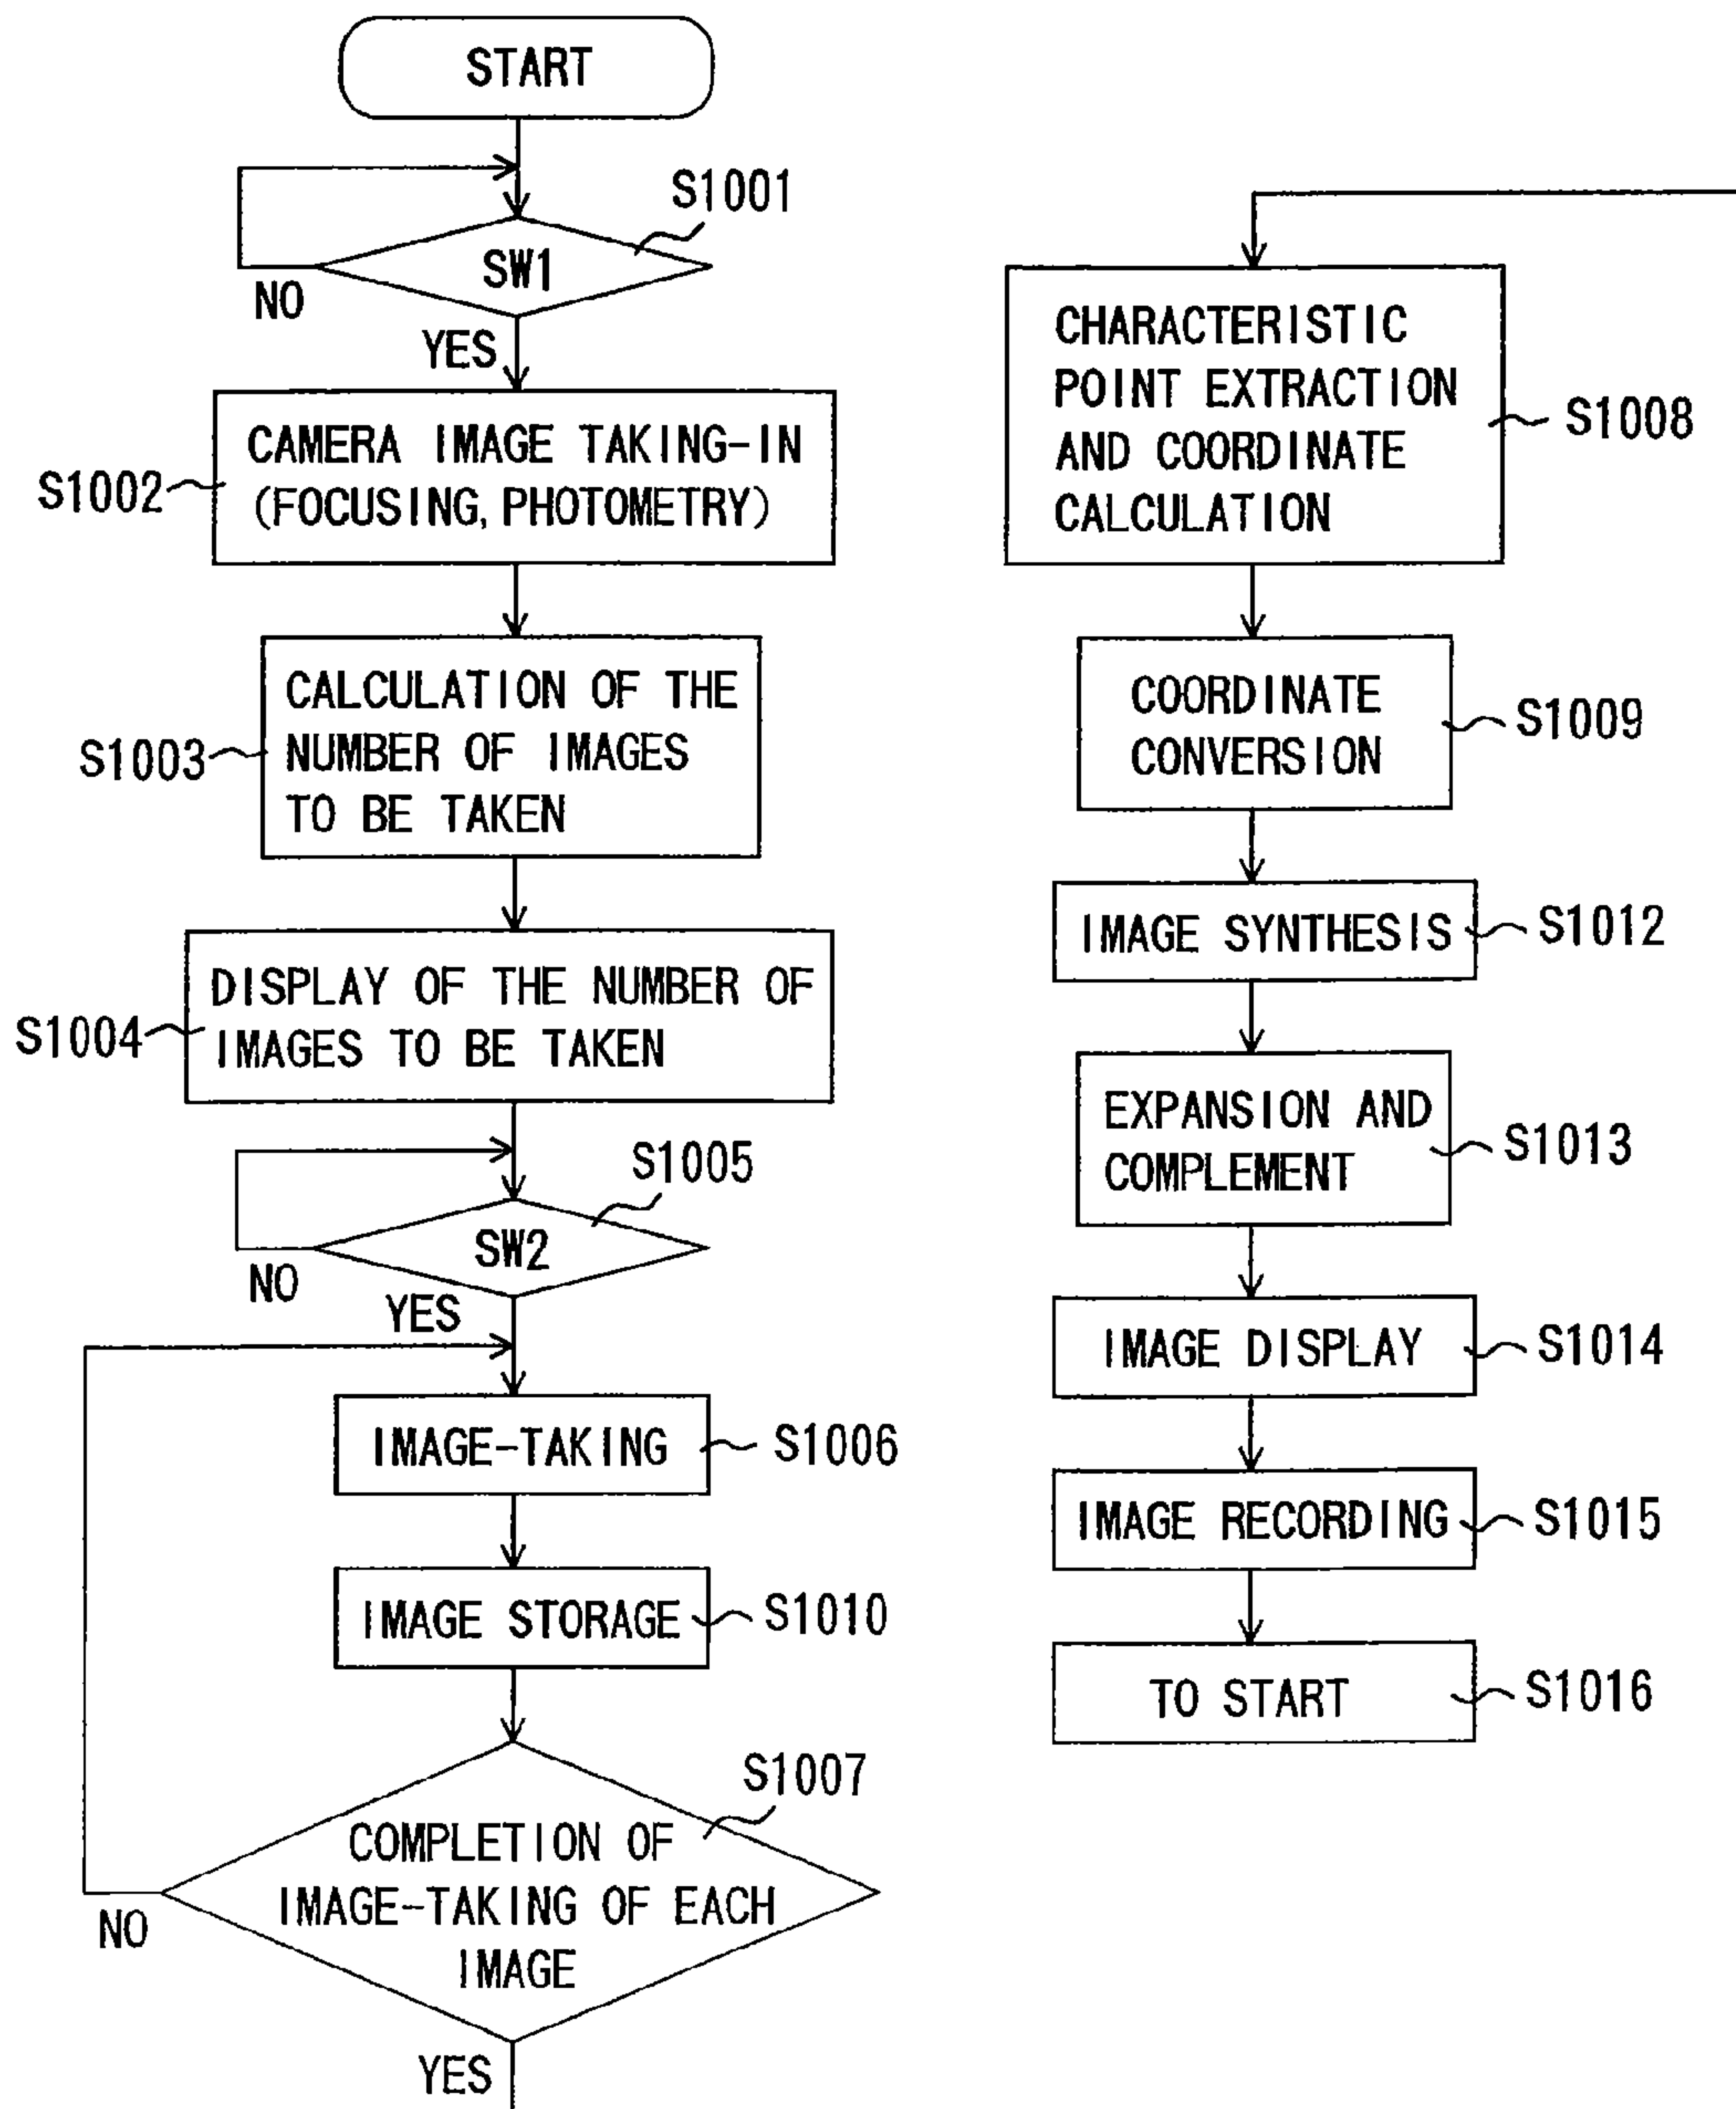 START
S1001
SW1
NO
YES
CAMERA IMAGE TAKING-IN
(FOCUSING, PHOTOMETRY)
S1002
CALCULATION OF THE
NUMBER OF IMAGES
TO BE TAKEN
S1003
DISPLAY OF THE NUMBER OF
IMAGES TO BE TAKEN
S1004
S1005
SW2
NO
YES
IMAGE-TAKING
S1006
IMAGE STORAGE
S1010
S1007
COMPLETION OF
IMAGE-TAKING OF EACH
IMAGE
NO
YES
CHARACTERISTIC
POINT EXTRACTION
AND COORDINATE
CALCULATION
S1008
COORDINATE
CONVERSION
S1009
IMAGE SYNTHESIS
S1012
EXPANSION AND
COMPLEMENT
S1013
IMAGE DISPLAY
S1014
IMAGE RECORDING
S1015
TO START
S1016